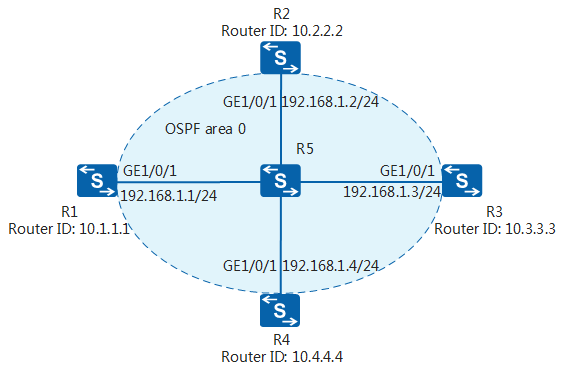 R2
Router ID: 10.2.2.2
S
GE1/0/1 192.168.1.2/24
OSPF area 0
R5
GE1/0/1
GE1/0/1
S
S
S
192.168.1.1/24
192.168.1.3/24
R1
Router ID: 10.1.1.1
R3
Router ID: 10.3.3.3
GE1/0/1 192.168.1.4/24
S
R4
Router ID: 10.4.4.4